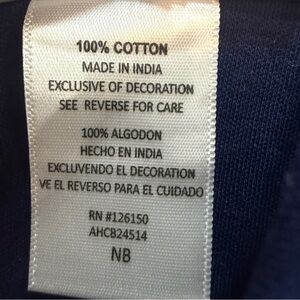 100% COTTON
MADE IN INDIA
EXCLUSIVE OF DECORATION
SEE REVERSE FOR CARE
100% ALGODON
HECHO EN INDIA
EXCLUYENDO EL DECORATION
VE EL REVERSO PARA EL CUIDADO
RN #126150
AHCB24514
NB